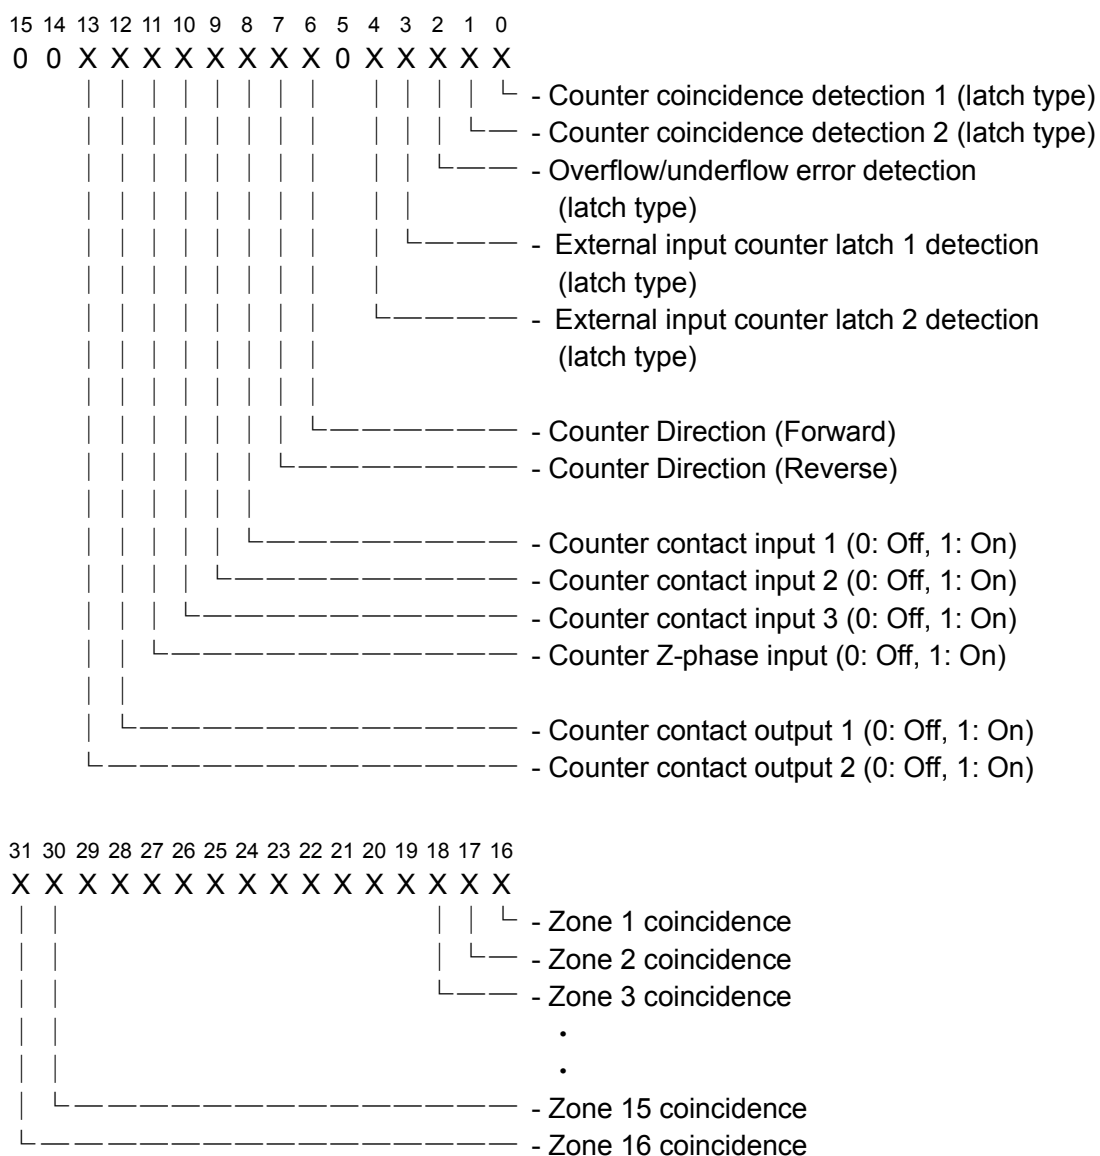 15 14 13 12 11 10 9 8 7 6 5 4 3 2 1 0
0 0 X X X X X X X X 0 X X X X X
- Counter coincidence detection 1 (latch type)
- Counter coincidence detection 2 (latch type)
- Overflow/underflow error detection
(latch type)
- External input counter latch 1 detection
(latch type)
- External input counter latch 2 detection
(latch type)
- Counter Direction (Forward)
- Counter Direction (Reverse)
- Counter contact input 1 (0: Off, 1: On)
- Counter contact input 2 (0: Off, 1: On)
- Counter contact input 3 (0: Off, 1: On)
- Counter Z-phase input (0: Off, 1: On)
- Counter contact output 1 (0: Off, 1: On)
- Counter contact output 2 (0: Off, 1: On)
31 30 29 28 27 26 25 24 23 22 21 20 19 18 17 16
X X X X X X X X X X X X X X X X
- Zone 1 coincidence
- Zone 2 coincidence
- Zone 3 coincidence
・
・
- Zone 15 coincidence
- Zone 16 coincidence